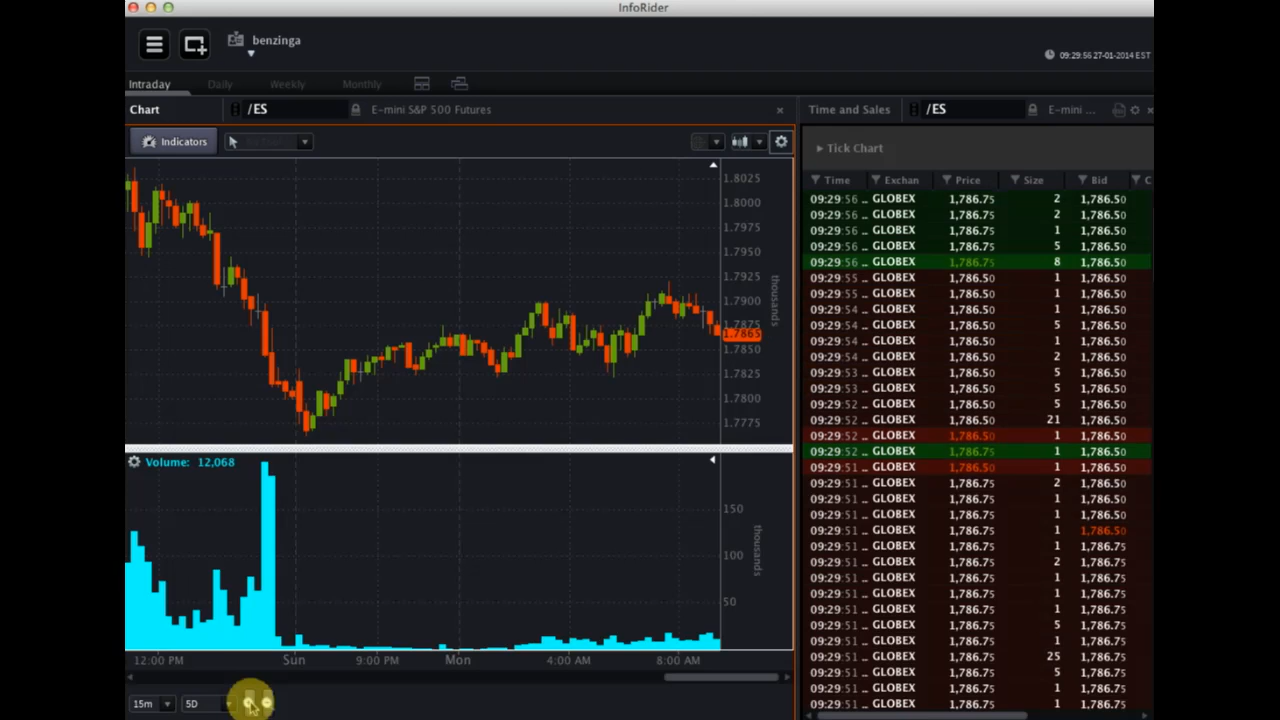 InfoRider
benzinga
09:29:56 27-01-2014 EST
Intraday Daily Weekly Monthly
Chart /ES E-mini S&P 500 Futures × Time and Sales /ES E-mini ...
Indicators
Tick Chart
Time Exchan Price Size Bid C
1.8025
1.8000
1.7975
1.7950
1.7925
1.7900
1.7875
1.7865
1.7850
1.7825
1.7800
1.7775
thousands
09:29:56 .. GLOBEX 1,786.75 2 1,786.50
09:29:56 .. GLOBEX 1,786.75 2 1,786.50
09:29:56 .. GLOBEX 1,786.75 1 1,786.50
09:29:56 .. GLOBEX 1,786.75 5 1,786.50
09:29:56 .. GLOBEX 1,786.75 8 1,786.50
09:29:55 .. GLOBEX 1,786.50 1 1,786.50
09:29:55 .. GLOBEX 1,786.50 1 1,786.50
09:29:54 .. GLOBEX 1,786.50 1 1,786.50
09:29:54 .. GLOBEX 1,786.50 5 1,786.50
09:29:54 .. GLOBEX 1,786.50 1 1,786.50
09:29:54 .. GLOBEX 1,786.50 2 1,786.50
09:29:53 .. GLOBEX 1,786.50 5 1,786.50
09:29:53 .. GLOBEX 1,786.50 5 1,786.50
09:29:52 .. GLOBEX 1,786.50 5 1,786.50
09:29:52 .. GLOBEX 1,786.50 21 1,786.50
09:29:52 .. GLOBEX 1,786.50 1 1,786.50
09:29:52 .. GLOBEX 1,786.75 1 1,786.50
09:29:51 .. GLOBEX 1,786.50 1 1,786.50
09:29:51 .. GLOBEX 1,786.75 2 1,786.50
09:29:51 .. GLOBEX 1,786.75 1 1,786.50
09:29:51 .. GLOBEX 1,786.75 1 1,786.50
09:29:51 .. GLOBEX 1,786.75 1 1,786.50
09:29:51 .. GLOBEX 1,786.75 1 1,786.75
09:29:51 .. GLOBEX 1,786.75 2 1,786.75
09:29:51 .. GLOBEX 1,786.75 1 1,786.75
09:29:51 .. GLOBEX 1,786.75 1 1,786.75
09:29:51 .. GLOBEX 1,786.75 1 1,786.75
09:29:51 .. GLOBEX 1,786.75 5 1,786.75
09:29:51 .. GLOBEX 1,786.75 1 1,786.75
09:29:51 .. GLOBEX 1,786.75 25 1,786.75
09:29:51 .. GLOBEX 1,786.75 5 1,786.75
09:29:51 .. GLOBEX 1,786.75 1 1,786.75
09:29:51 .. GLOBEX 1,786.75 1 1,786.75
Volume: 12,068
150
100
50
thousands
12:00 PM Sun 9:00 PM Mon 4:00 AM 8:00 AM
15m 5D